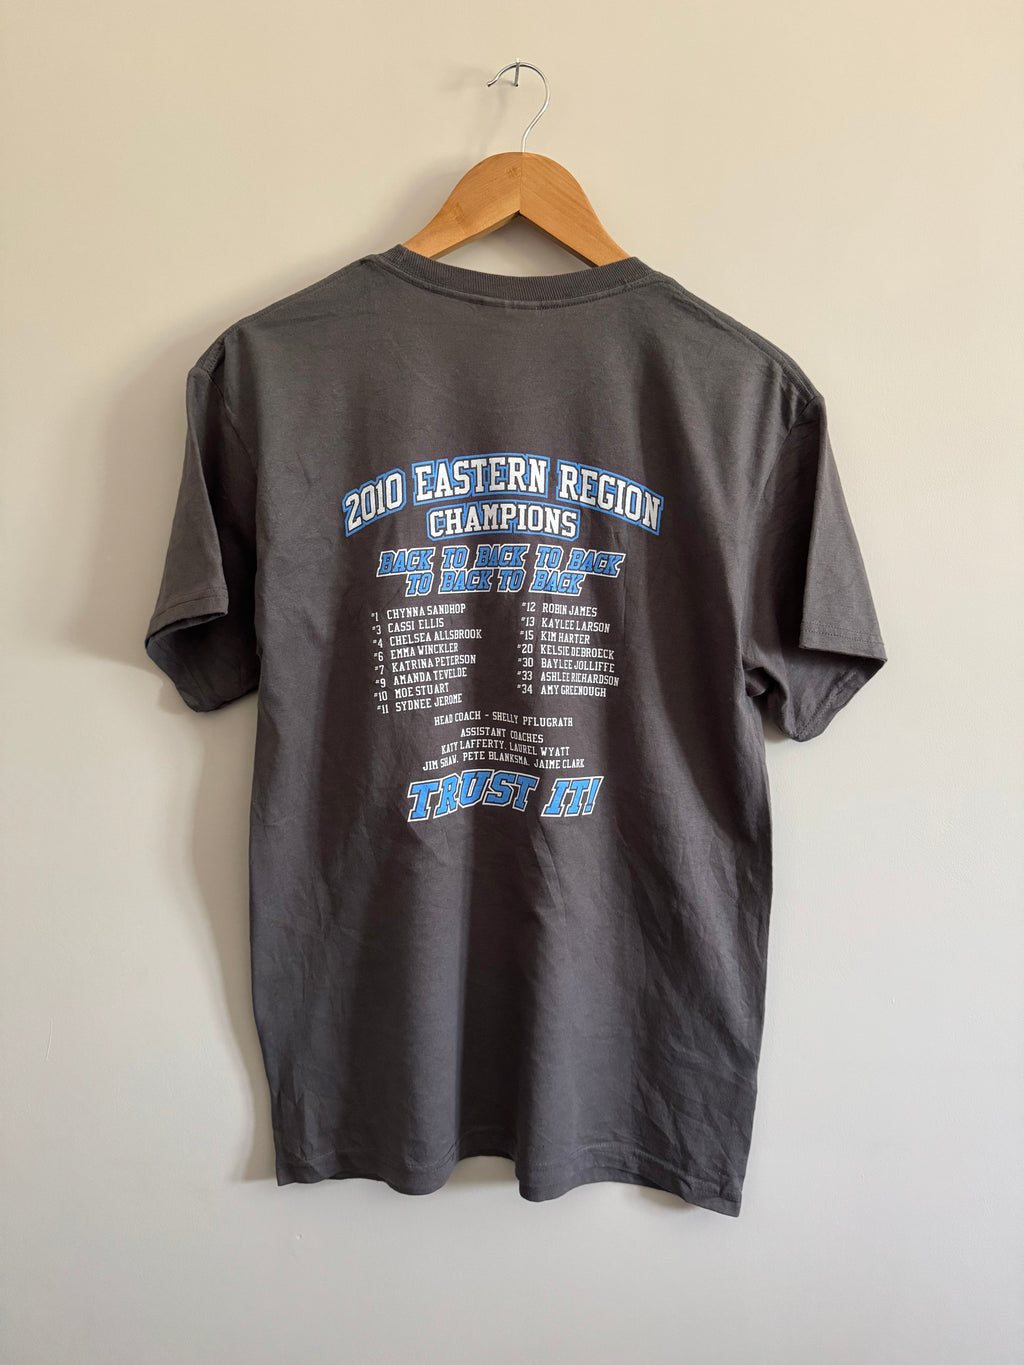 2010 EASTERN REGION
CHAMPIONS
BACK TO BACK TO BACK
TO BACK TO BACK
#1 CHYNNA SANDHOP
#3 CASSI ELLIS
#4 CHELSEA ALLSBROOK
#6 EMMA WINCKLER
#7 KATRINA PETERSON
#9 AMANDA TEVELDE
#10 MOE STUART
#11 SYDNEE JEROME
#12 ROBIN JAMES
#13 KAYLEE LARSON
#15 KIM HARTER
#20 KELSIE DEBROECK
#30 BAYLEE JOLLIFFE
#33 ASHLEE RICHARDSON
#34 AMY GREENOUGH
HEAD COACH - SHELLY PFLUGRATH
ASSISTANT COACHES
KATY LAFFERTY, LAUREL WYATT
JIM SHAW, PETE BLANKSMA, JAIME CLARK
TRUST IT!